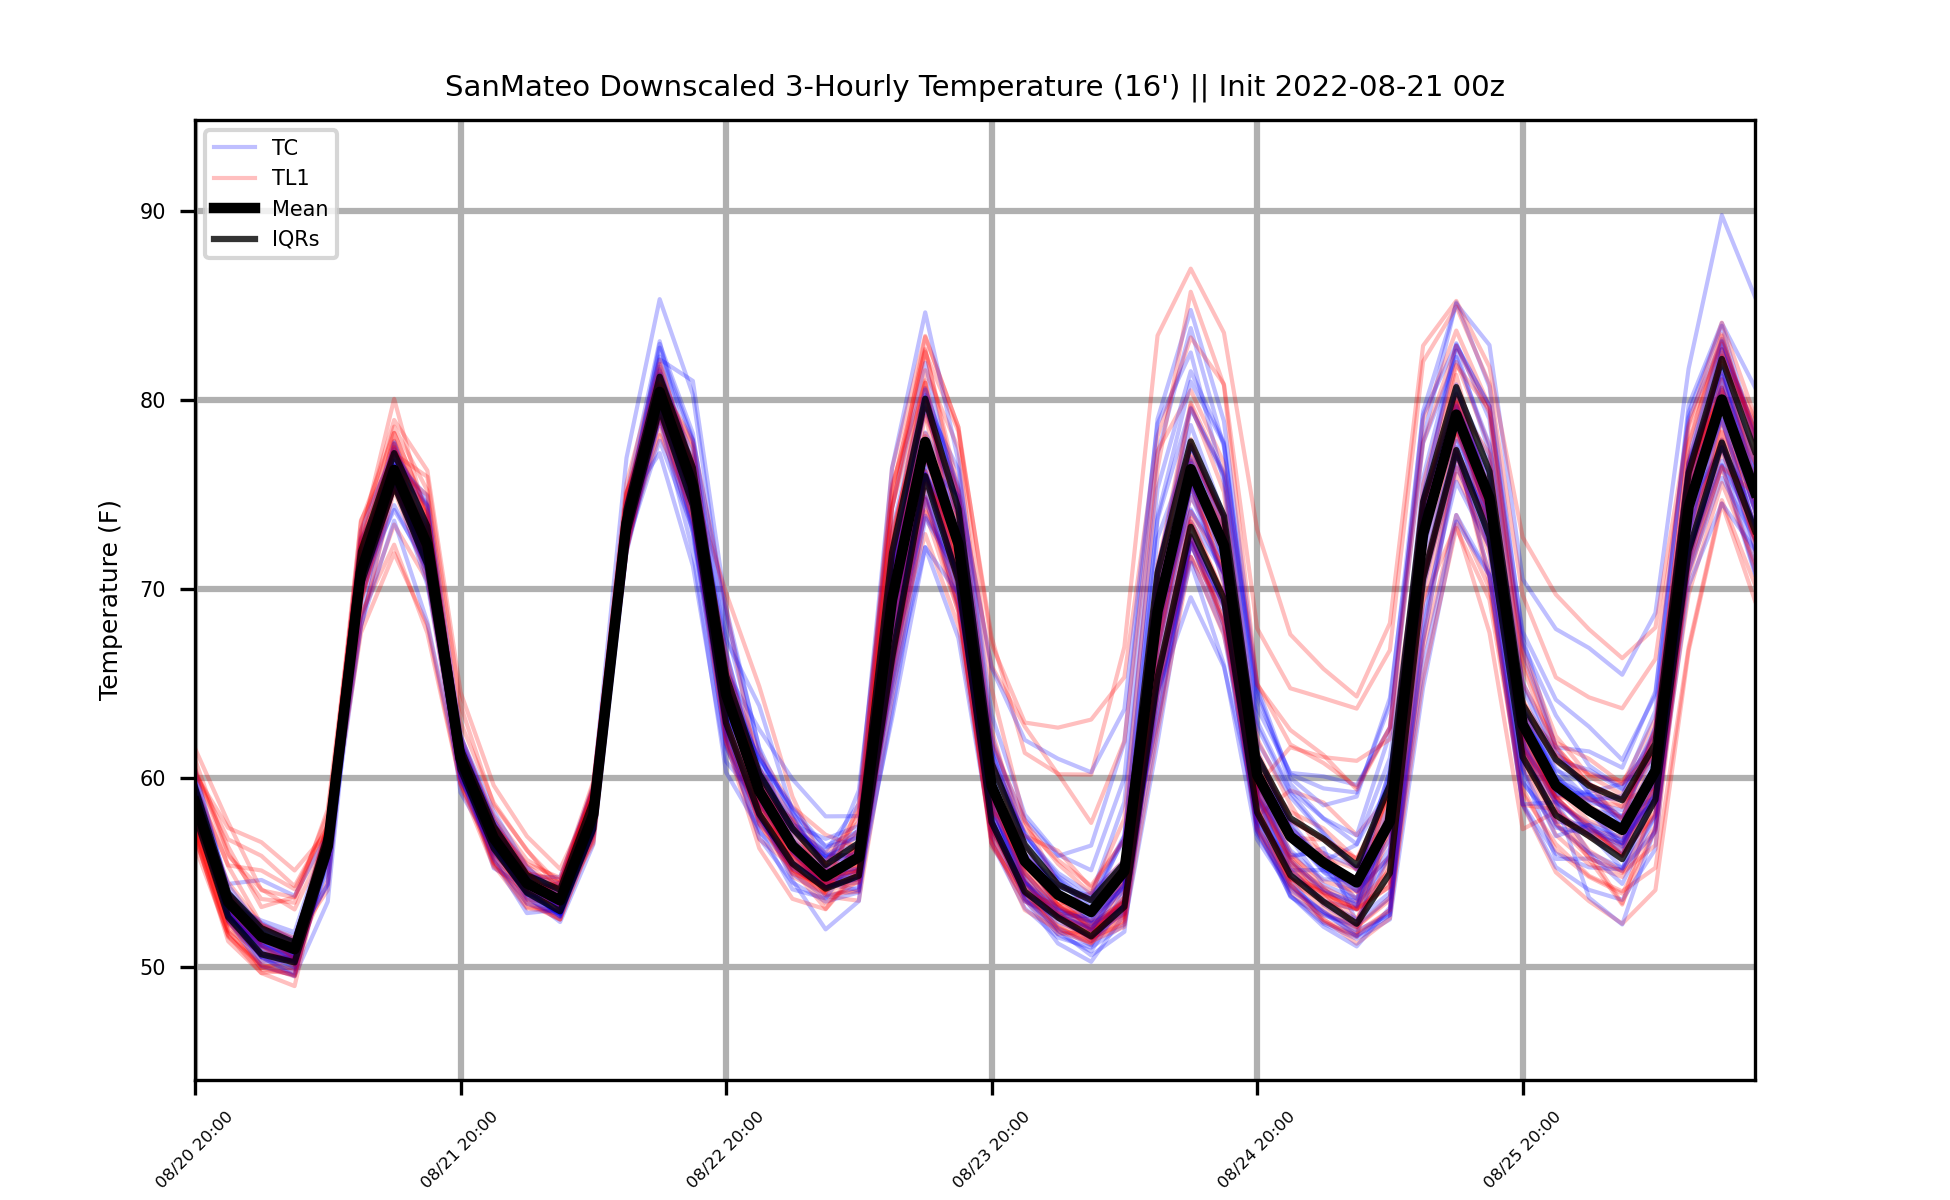 SanMateo Downscaled 3-Hourly Temperature (16') || Init 2022-08-21 00z
TC
TL1
Mean
IQRs
Temperature (F)
90
80
70
60
50
08/20 20:00
08/21 20:00
08/22 20:00
08/23 20:00
08/24 20:00
08/25 20:00